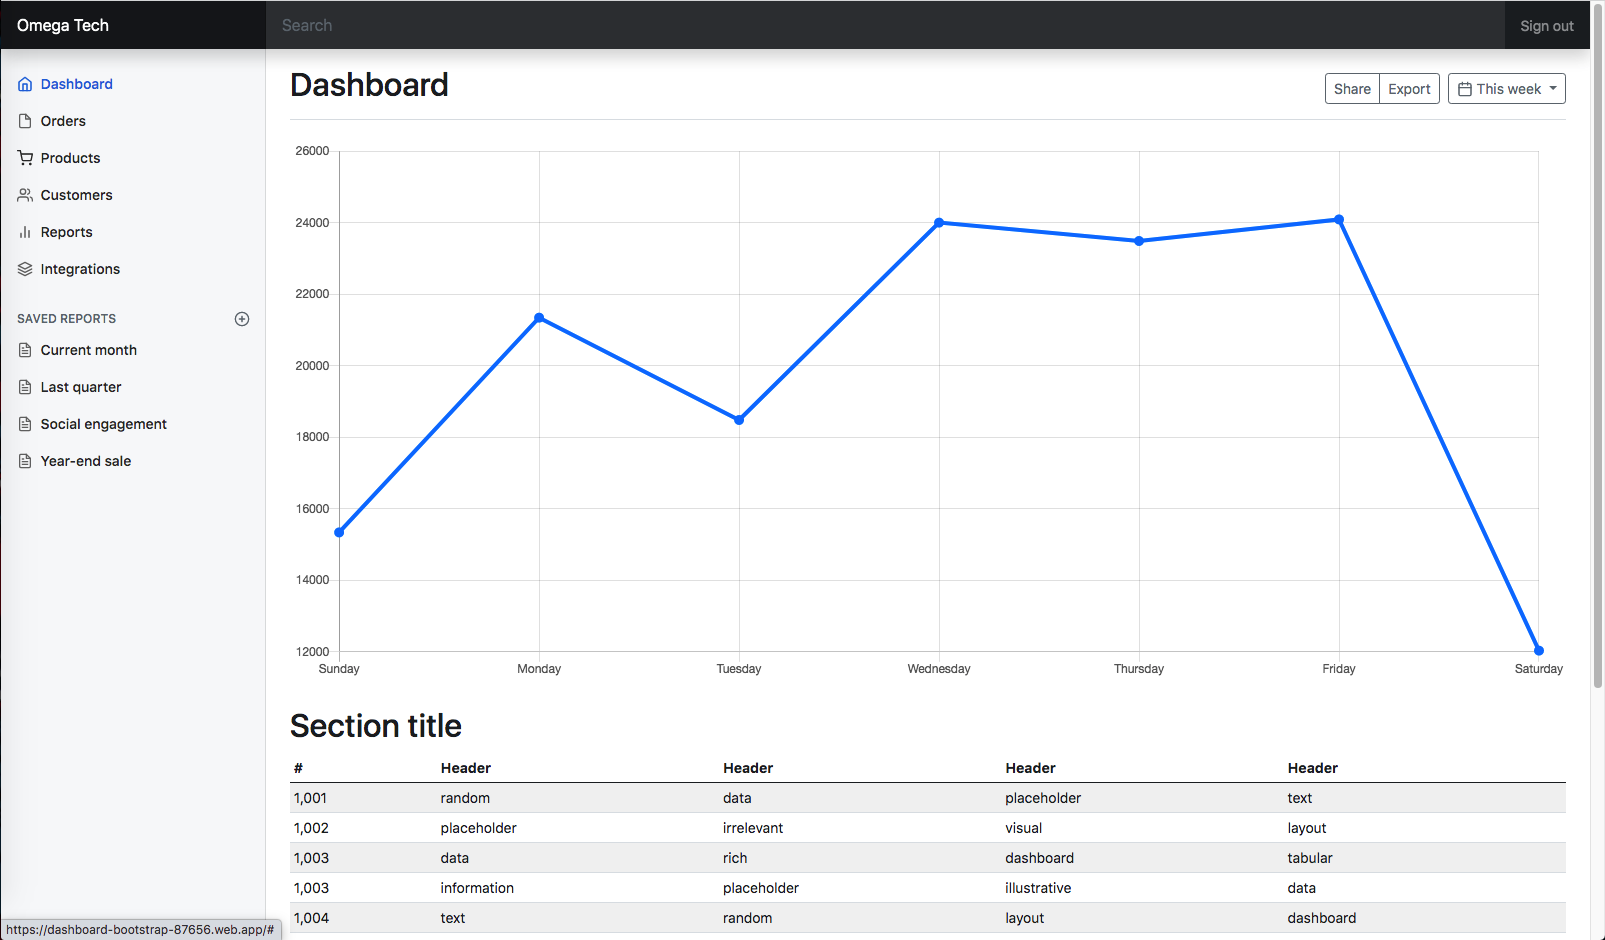 Omega Tech Search Sign out
Dashboard
Orders
Products
Customers
Reports
Integrations
SAVED REPORTS
Current month
Last quarter
Social engagement
Year-end sale
Dashboard
Share Export This week
26000
24000
22000
20000
18000
16000
14000
12000
Sunday Monday Tuesday Wednesday Thursday Friday Saturday
Section title
# Header Header Header Header
1,001 random data placeholder text
1,002 placeholder irrelevant visual layout
1,003 data rich dashboard tabular
1,003 information placeholder illustrative data
1,004 text random layout dashboard
https://dashboard-bootstrap-87656.web.app/#